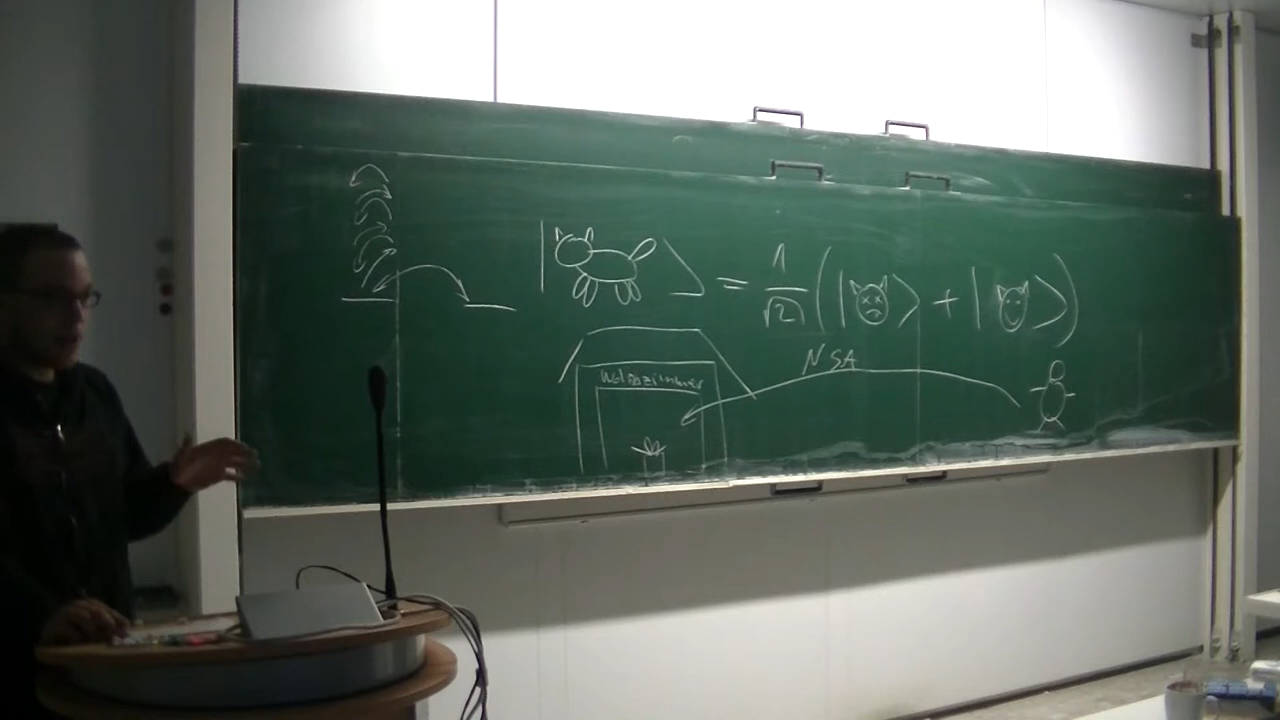 = 1/√2 ( | > + | > )
NSA